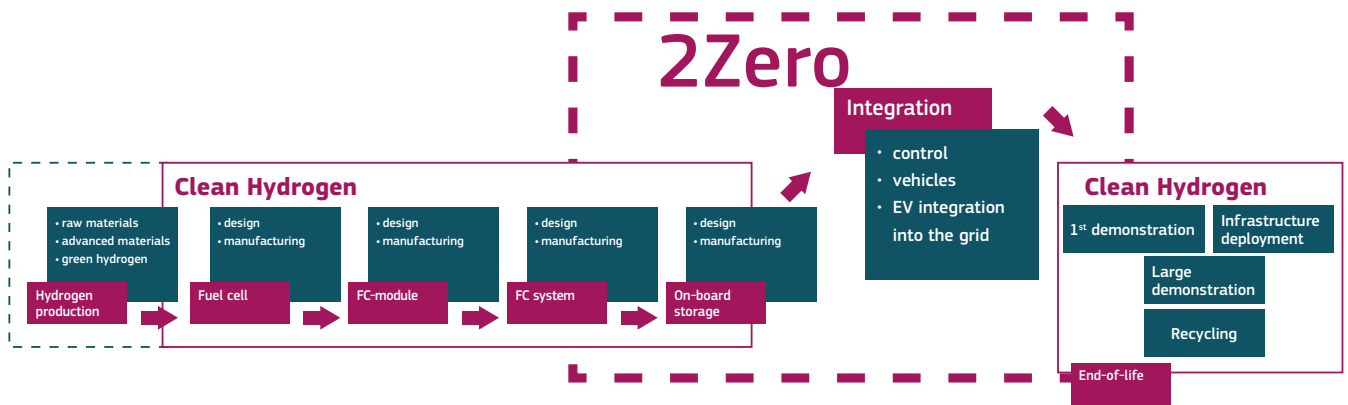 2Zero
Integration
• control
• vehicles
• EV integration
into the grid
Clean Hydrogen
• raw materials
• advanced materials
• green hydrogen
Hydrogen
production
• design
• manufacturing
Fuel cell
• design
• manufacturing
FC-module
• design
• manufacturing
FC system
• design
• manufacturing
On-board
storage
Clean Hydrogen
1st demonstration
Infrastructure
deployment
Large
demonstration
Recycling
End-of-life